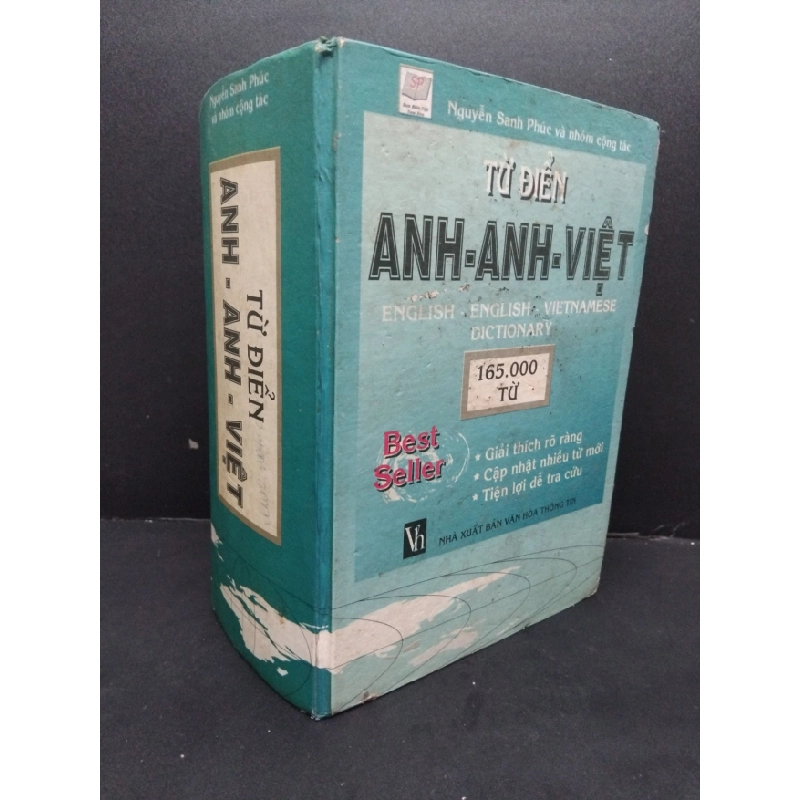 Nguyễn Sanh Phúc
và nhóm cộng tác
TỪ ĐIỂN
ANH - ANH - VIỆT
SP
Nguyễn Sanh Phúc và nhóm cộng tác
TỪ ĐIỂN
ANH-ANH-VIỆT
ENGLISH - ENGLISH - VIETNAMESE
DICTIONARY
165.000
TỪ
Best
Seller
* Giải thích rõ ràng
* Cập nhật nhiều từ mới
* Tiện lợi dễ tra cứu
Vh
NHÀ XUẤT BẢN VĂN HÓA THÔNG TIN